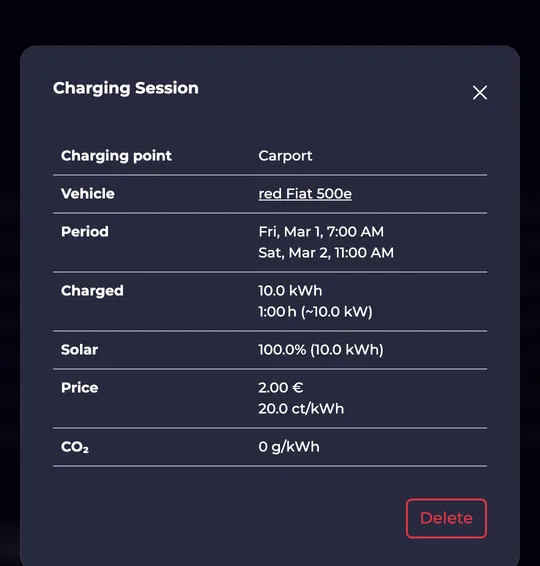 Charging Session
Charging point Carport
Vehicle red Fiat 500e
Period Fri, Mar 1, 7:00 AM
Sat, Mar 2, 11:00 AM
Charged 10.0 kWh
1:00 h (~10.0 kW)
Solar 100.0% (10.0 kWh)
Price 2.00 €
20.0 ct/kWh
CO₂ 0 g/kWh
Delete